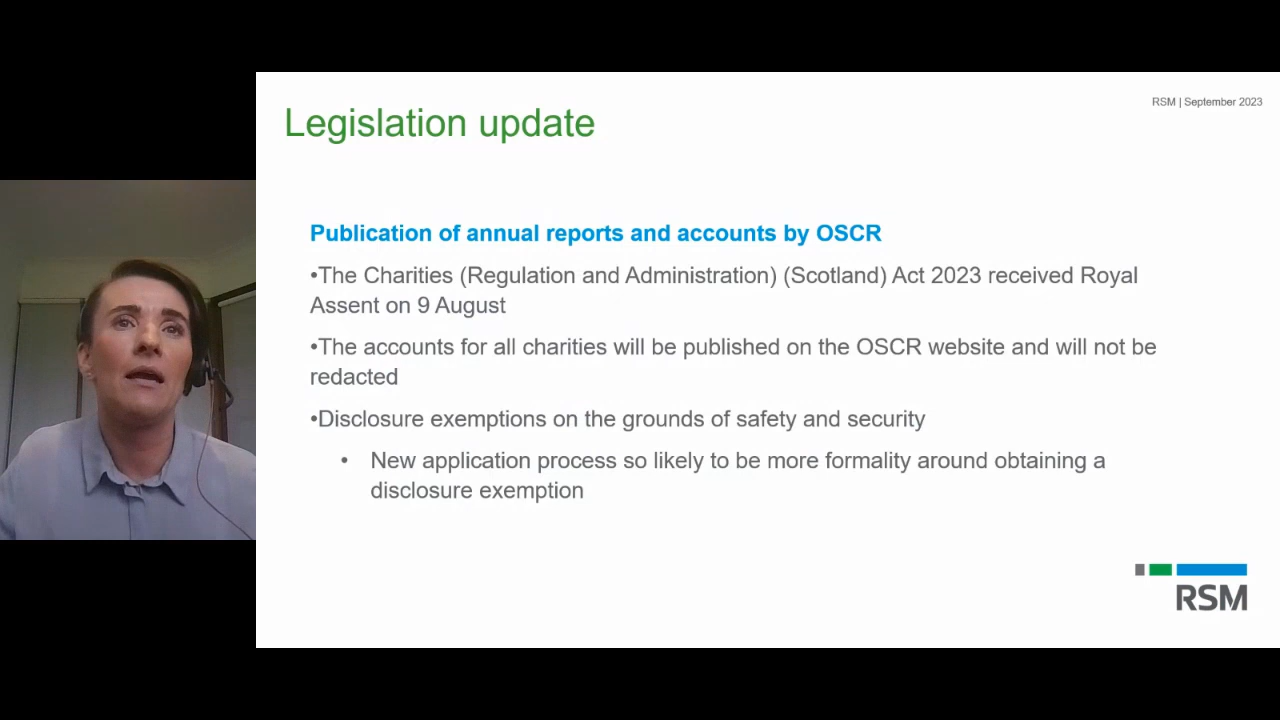 RSM | September 2023
Legislation update
Publication of annual reports and accounts by OSCR
•The Charities (Regulation and Administration) (Scotland) Act 2023 received Royal
Assent on 9 August
•The accounts for all charities will be published on the OSCR website and will not be
redacted
•Disclosure exemptions on the grounds of safety and security
• New application process so likely to be more formality around obtaining a
disclosure exemption
RSM